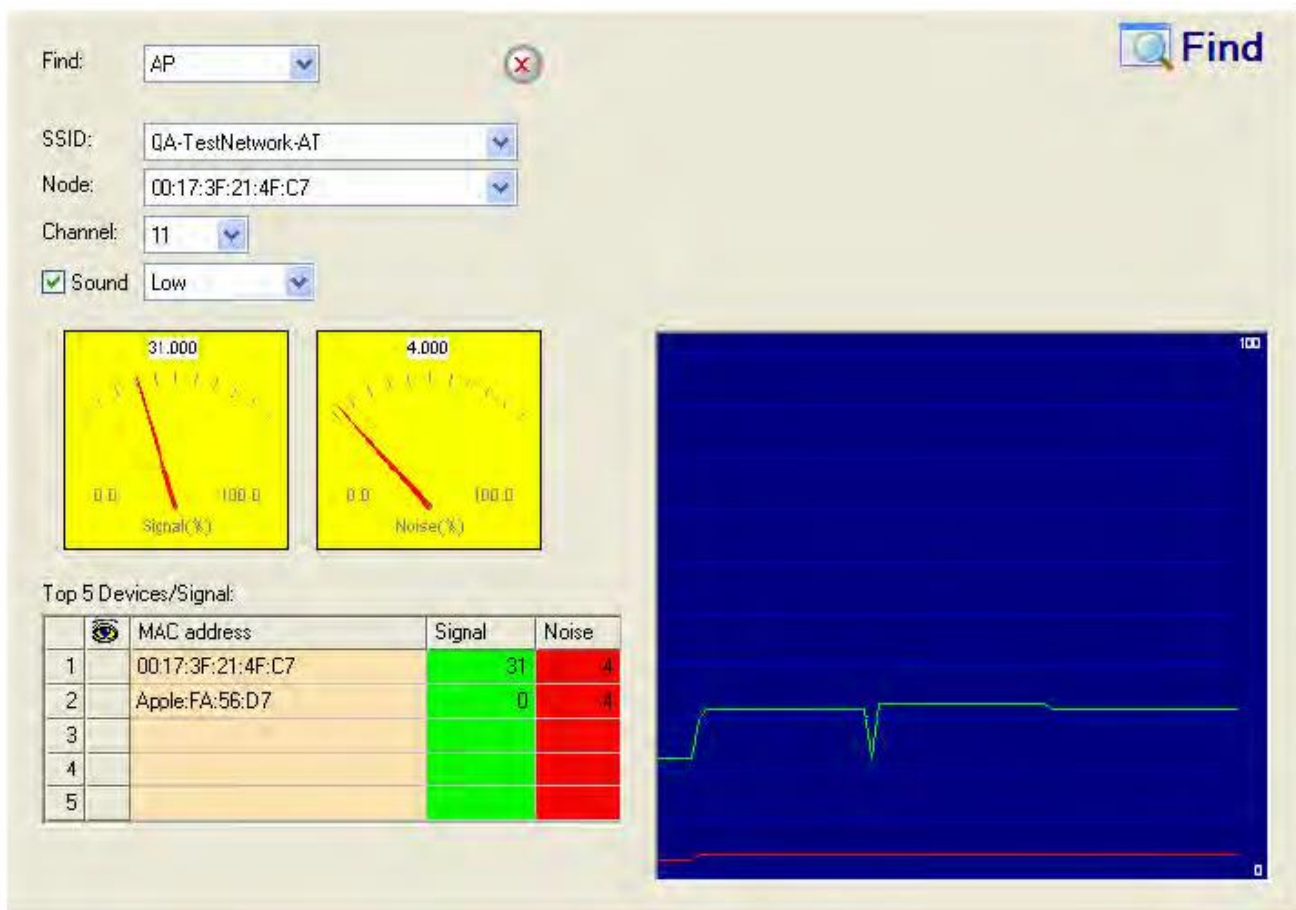 Find
Find: AP
SSID: QA-TestNetwork-AT
Node: 00:17:3F:21:4F:C7
Channel: 11
Sound Low
31.000
0.0 100.0
Signal(%)
4.000
0.0 100.0
Noise(%)
100
0
Top 5 Devices/Signal:
MAC address Signal Noise
1 00:17:3F:21:4F:C7 31 4
2 Apple:FA:56:D7 0 4
3
4
5